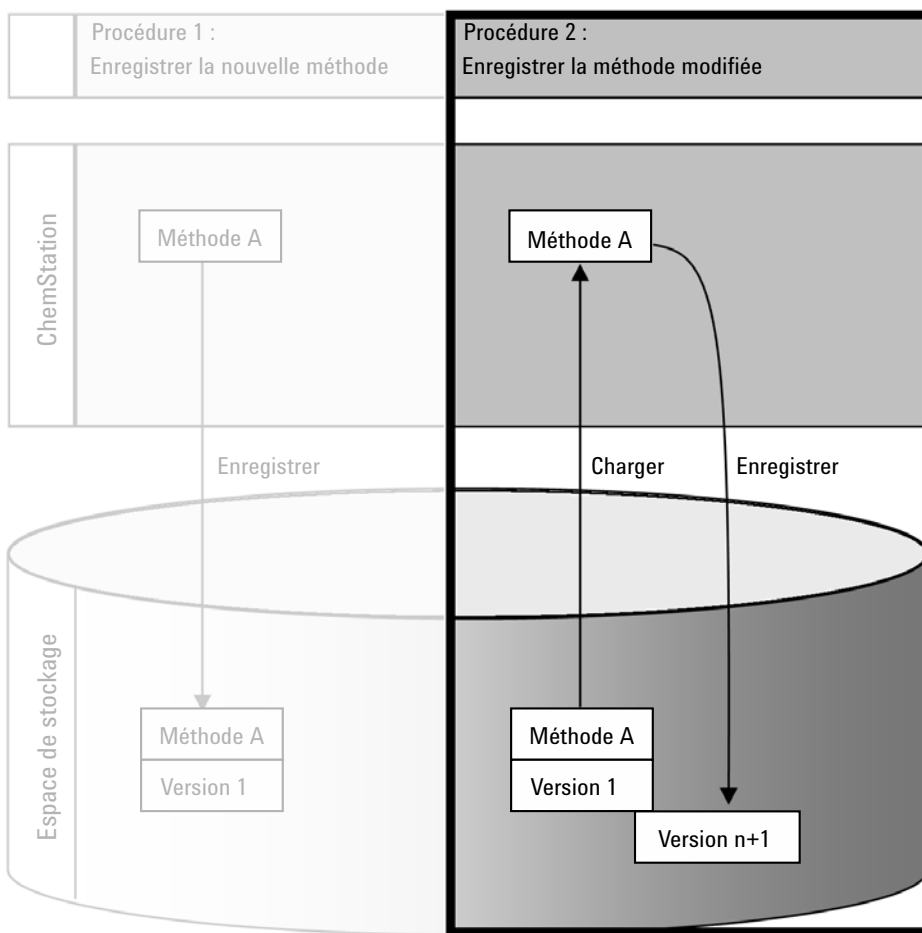 Procédure 1 :
Enregistrer la nouvelle méthode
Procédure 2 :
Enregistrer la méthode modifiée
ChemStation
Méthode A
Méthode A
Enregistrer
Charger
Enregistrer
Espace de stockage
Méthode A
Version 1
Méthode A
Version 1
Version n+1